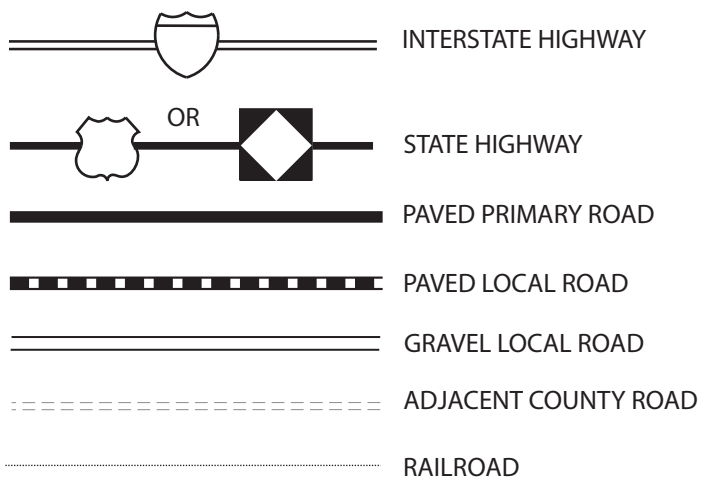 INTERSTATE HIGHWAY
OR
STATE HIGHWAY
PAVED PRIMARY ROAD
PAVED LOCAL ROAD
GRAVEL LOCAL ROAD
ADJACENT COUNTY ROAD
RAILROAD